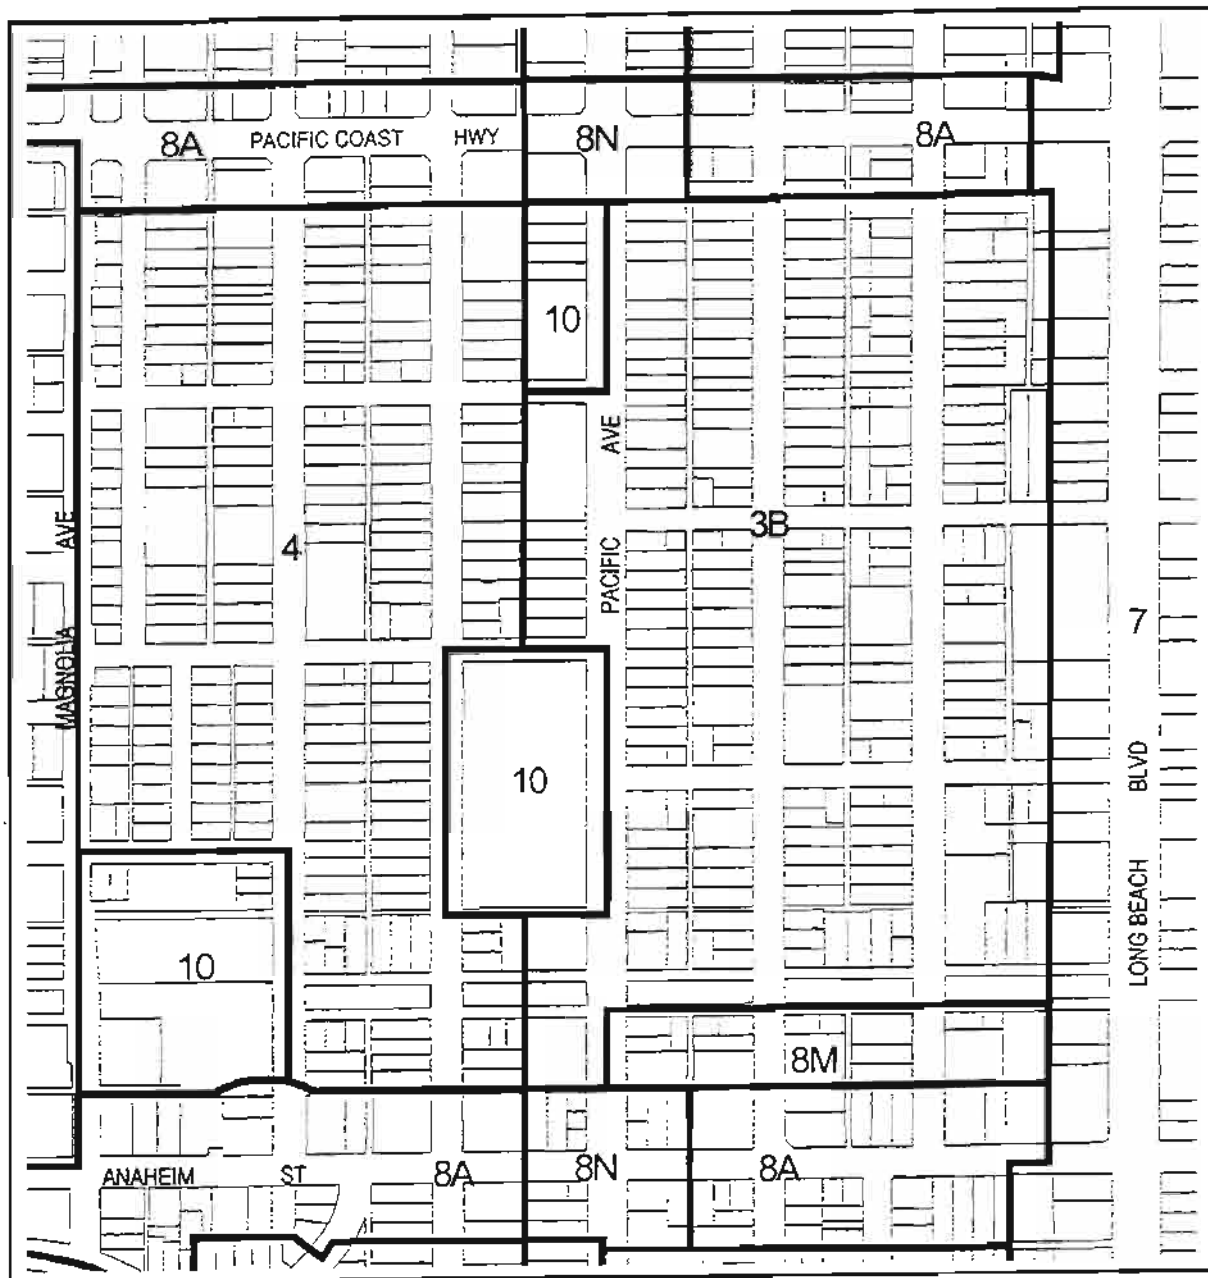 8A
PACIFIC COAST
HWY
8N
8A
10
AVE
PACIFIC
3B
4
AVE
MAGNOLIA
7
10
BLVD
LONG BEACH
10
8M
ANAHEIM
ST
8A
8N
8A